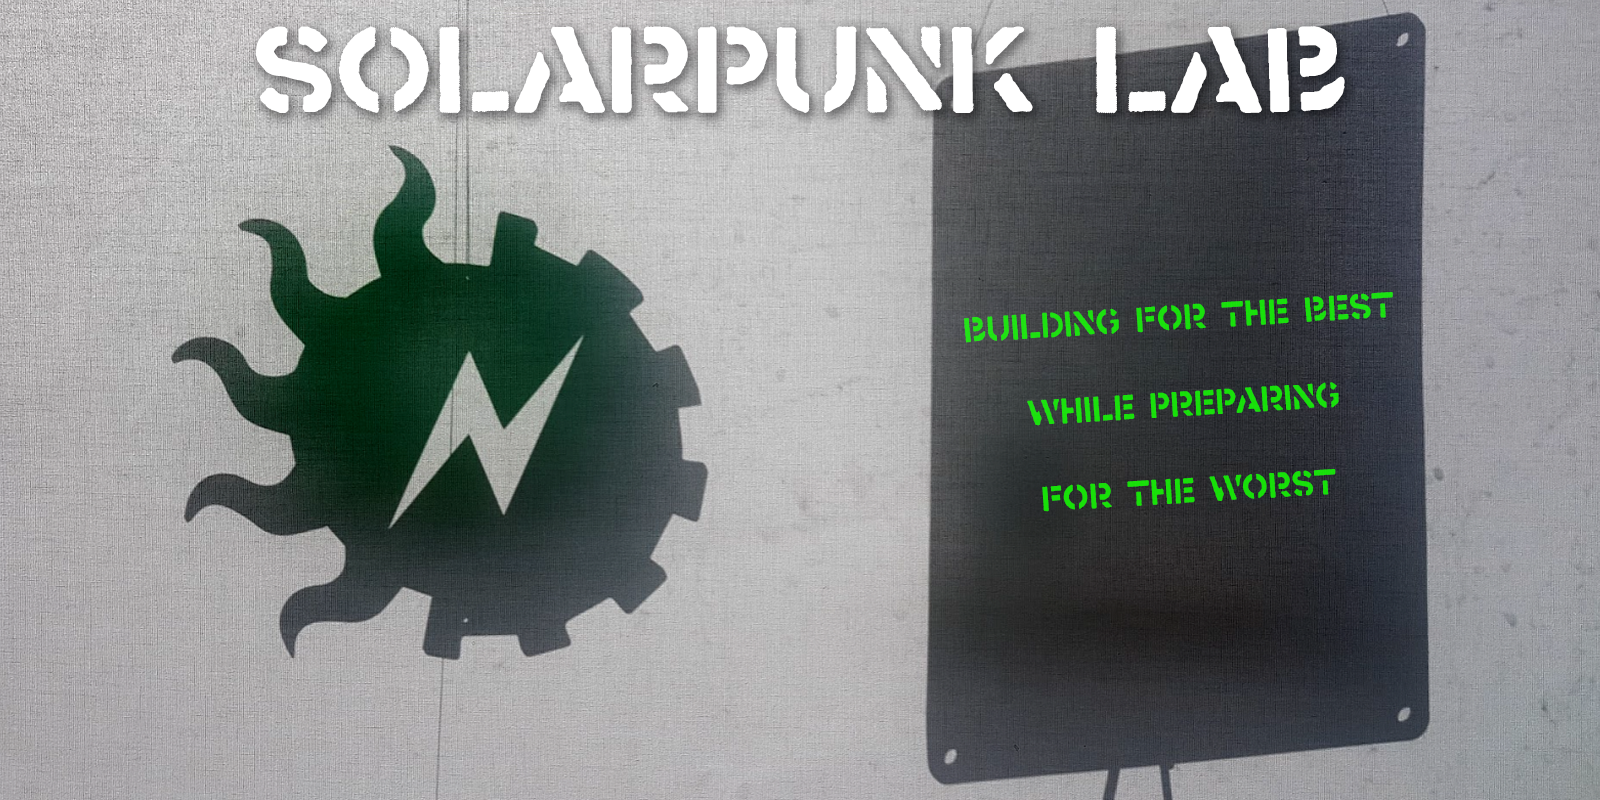 SOLARPUNK LAB
BUILDING FOR THE BEST
WHILE PREPARING
FOR THE WORST